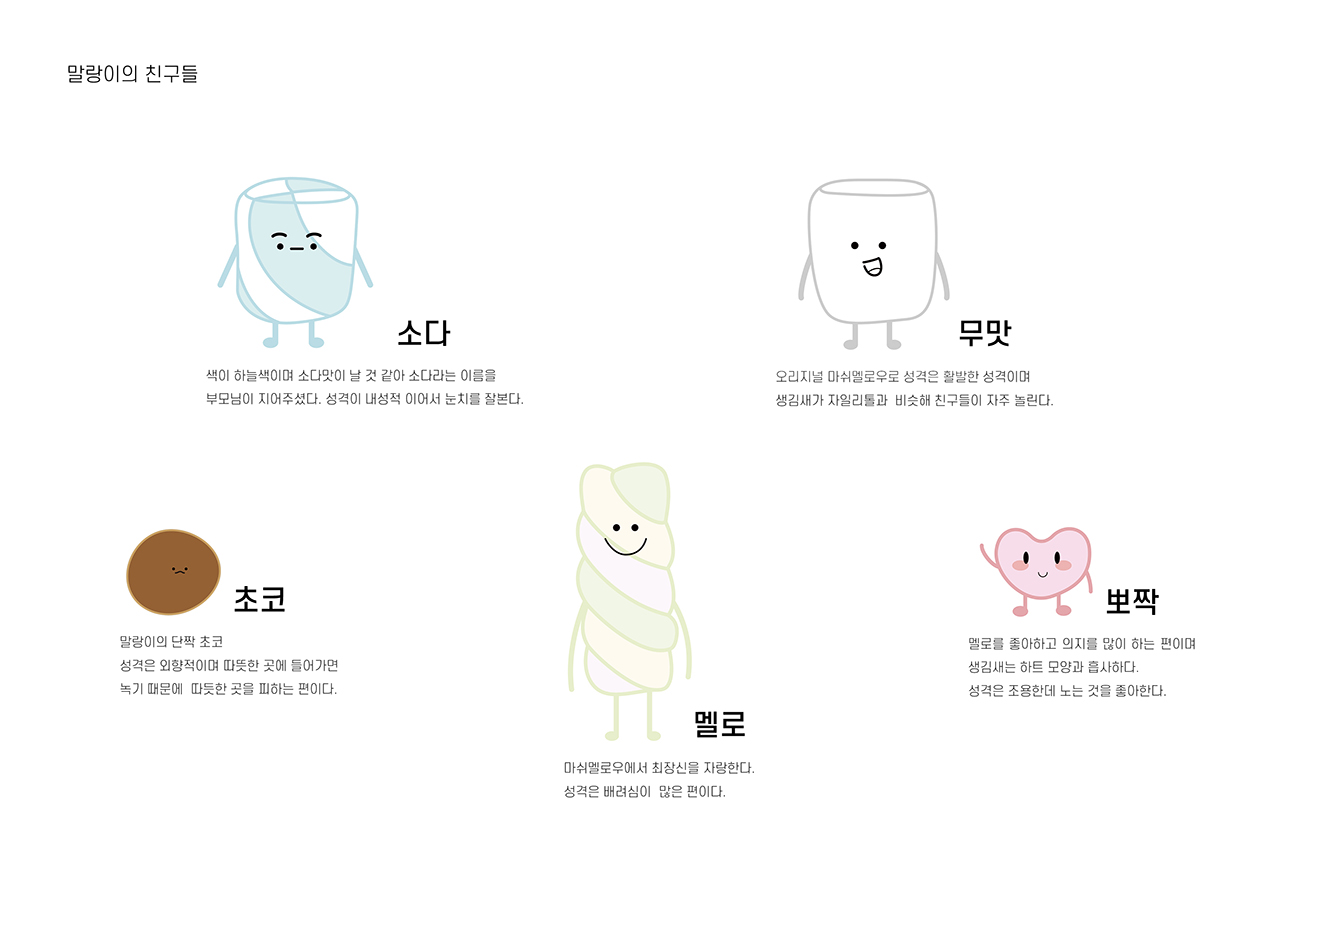 말랑이의 친구들
소다
색이 하늘색이며 소다맛이 날 것 같아 소다라는 이름을
부모님이 지어주셨다. 성격이 내성적 이어서 눈치를 잘본다.
무맛
오리지널 마쉬멜로우로 성격은 활발한 성격이며
생김새가 자일리톨과 비슷해 친구들이 자주 놀린다.
초코
말랑이의 단짝 초코
성격은 외향적이며 따뜻한 곳에 들어가면
녹기 때문에 따듯한 곳을 피하는 편이다.
멜로
마쉬멜로우에서 최장신을 자랑한다.
성격은 배려심이 많은 편이다.
뽀짝
멜로를 좋아하고 의지를 많이 하는 편이며
생김새는 하트 모양과 흡사하다.
성격은 조용한데 노는 것을 좋아한다.